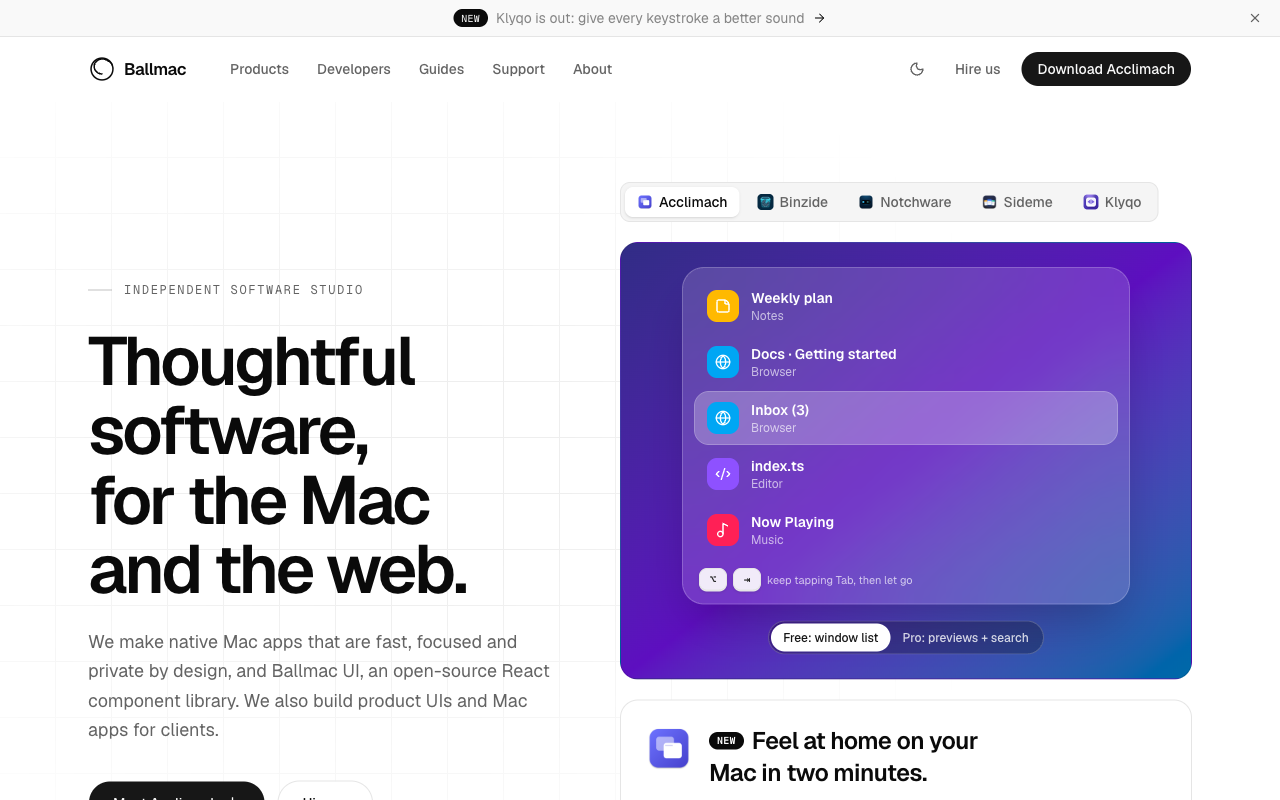 NEW Klyqo is out: give every keystroke a better sound →
Ballmac Products Developers Guides Support About Hire us Download Acclimach
Acclimach Binzide Notchware Sideme Klyqo
INDEPENDENT SOFTWARE STUDIO
Thoughtful
software,
for the Mac
and the web.
We make native Mac apps that are fast, focused and
private by design, and Ballmac UI, an open-source React
component library. We also build product UIs and Mac
apps for clients.
Weekly plan
Notes
Docs · Getting started
Browser
Inbox (3)
Browser
index.ts
Editor
Now Playing
Music
⌥ ⇥ keep tapping Tab, then let go
Free: window list Pro: previews + search
NEW Feel at home on your
Mac in two minutes.